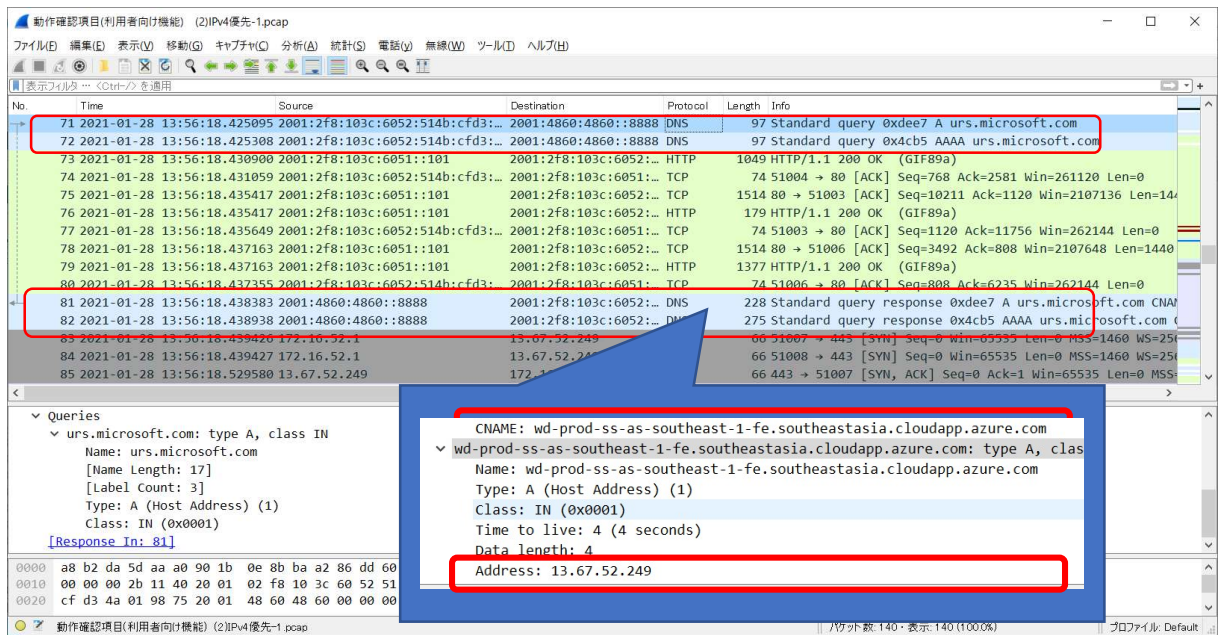 動作確認項目(利用者向け機能) (2)IPv4優先-1.pcap
ファイル(F) 編集(E) 表示(V) 移動(G) キャプチャ(C) 分析(A) 統計(S) 電話(y) 無線(W) ツール(T) ヘルプ(H)
表示フィルタ … <Ctrl-/> を適用
No. Time Source Destination Protocol Length Info
71 2021-01-28 13:56:18.425095 2001:2f8:103c:6052:514b:cfd3:… 2001:4860:4860::8888 DNS 97 Standard query 0xdee7 A urs.microsoft.com
72 2021-01-28 13:56:18.425308 2001:2f8:103c:6052:514b:cfd3:… 2001:4860:4860::8888 DNS 97 Standard query 0x4cb5 AAAA urs.microsoft.com
73 2021-01-28 13:56:18.430900 2001:2f8:103c:6051::101 2001:2f8:103c:6052:… HTTP 1049 HTTP/1.1 200 OK (GIF89a)
74 2021-01-28 13:56:18.431059 2001:2f8:103c:6052:514b:cfd3:… 2001:2f8:103c:6051:… TCP 74 51004 → 80 [ACK] Seq=768 Ack=2581 Win=261120 Len=0
75 2021-01-28 13:56:18.435417 2001:2f8:103c:6051::101 2001:2f8:103c:6052:… TCP 1514 80 → 51003 [ACK] Seq=10211 Ack=1120 Win=2107136 Len=144
76 2021-01-28 13:56:18.435417 2001:2f8:103c:6051::101 2001:2f8:103c:6052:… HTTP 179 HTTP/1.1 200 OK (GIF89a)
77 2021-01-28 13:56:18.435649 2001:2f8:103c:6052:514b:cfd3:… 2001:2f8:103c:6051:… TCP 74 51003 → 80 [ACK] Seq=1120 Ack=11756 Win=262144 Len=0
78 2021-01-28 13:56:18.437163 2001:2f8:103c:6051::101 2001:2f8:103c:6052:… TCP 1514 80 → 51006 [ACK] Seq=3492 Ack=808 Win=2107648 Len=1440
79 2021-01-28 13:56:18.437163 2001:2f8:103c:6051::101 2001:2f8:103c:6052:… HTTP 1377 HTTP/1.1 200 OK (GIF89a)
80 2021-01-28 13:56:18.437355 2001:2f8:103c:6052:514b:cfd3:… 2001:2f8:103c:6051:… TCP 74 51006 → 80 [ACK] Seq=808 Ack=6235 Win=262144 Len=0
81 2021-01-28 13:56:18.438383 2001:4860:4860::8888 2001:2f8:103c:6052:… DNS 228 Standard query response 0xdee7 A urs.microsoft.com CNA
82 2021-01-28 13:56:18.438938 2001:4860:4860::8888 2001:2f8:103c:6052:… DNS 275 Standard query response 0x4cb5 AAAA urs.microsoft.com
83 2021-01-28 13:56:18.439426 172.16.52.1 13.67.52.249 66 51007 → 443 [SYN] Seq=0 Win=65535 Len=0 MSS=1460 WS=25
84 2021-01-28 13:56:18.439427 172.16.52.1 13.67.52.249 66 51008 → 443 [SYN] Seq=0 Win=65535 Len=0 MSS=1460 WS=25
85 2021-01-28 13:56:18.529580 13.67.52.249 172.1 66 443 → 51007 [SYN, ACK] Seq=0 Ack=1 Win=65535 Len=0 MSS
Queries
urs.microsoft.com: type A, class IN
Name: urs.microsoft.com
[Name Length: 17]
[Label Count: 3]
Type: A (Host Address) (1)
Class: IN (0x0001)
[Response In: 81]
CNAME: wd-prod-ss-as-southeast-1-fe.southeastasia.cloudapp.azure.com
wd-prod-ss-as-southeast-1-fe.southeastasia.cloudapp.azure.com: type A, clas
Name: wd-prod-ss-as-southeast-1-fe.southeastasia.cloudapp.azure.com
Type: A (Host Address) (1)
Class: IN (0x0001)
Time to live: 4 (4 seconds)
Data length: 4
Address: 13.67.52.249
0000 a8 b2 da 5d aa a0 90 1b 0e 8b ba a2 86 dd 60
0010 00 00 00 2b 11 40 20 01 02 f8 10 3c 60 52 51
0020 cf d3 4a 01 98 75 20 01 48 60 48 60 00 00 00
動作確認項目(利用者向け機能) (2)IPv4優先-1.pcap
パケット数: 140・表示: 140 (100.0%)
プロファイル: Default